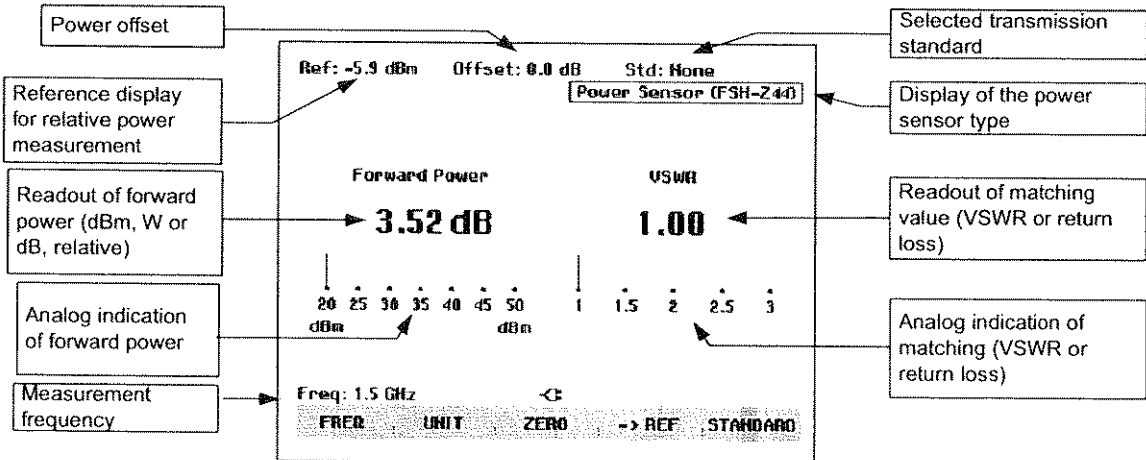 Power offset
Selected transmission
standard
Ref: -5.9 dBm Offset: 0.0 dB Std: None
Power Sensor (FSH-Z44)
Reference display
for relative power
measurement
Display of the power
sensor type
Forward Power VSWR
Readout of forward
power (dBm, W or
dB, relative)
3.52 dB 1.00
Readout of matching
value (VSWR or return
loss)
20 25 30 35 40 45 50 1 1.5 2 2.5 3
dBm dBm
Analog indication
of forward power
Analog indication of
matching (VSWR or
return loss)
Measurement
frequency
Freq: 1.5 GHz
FREQ UNIT ZERO -> REF STANDARD